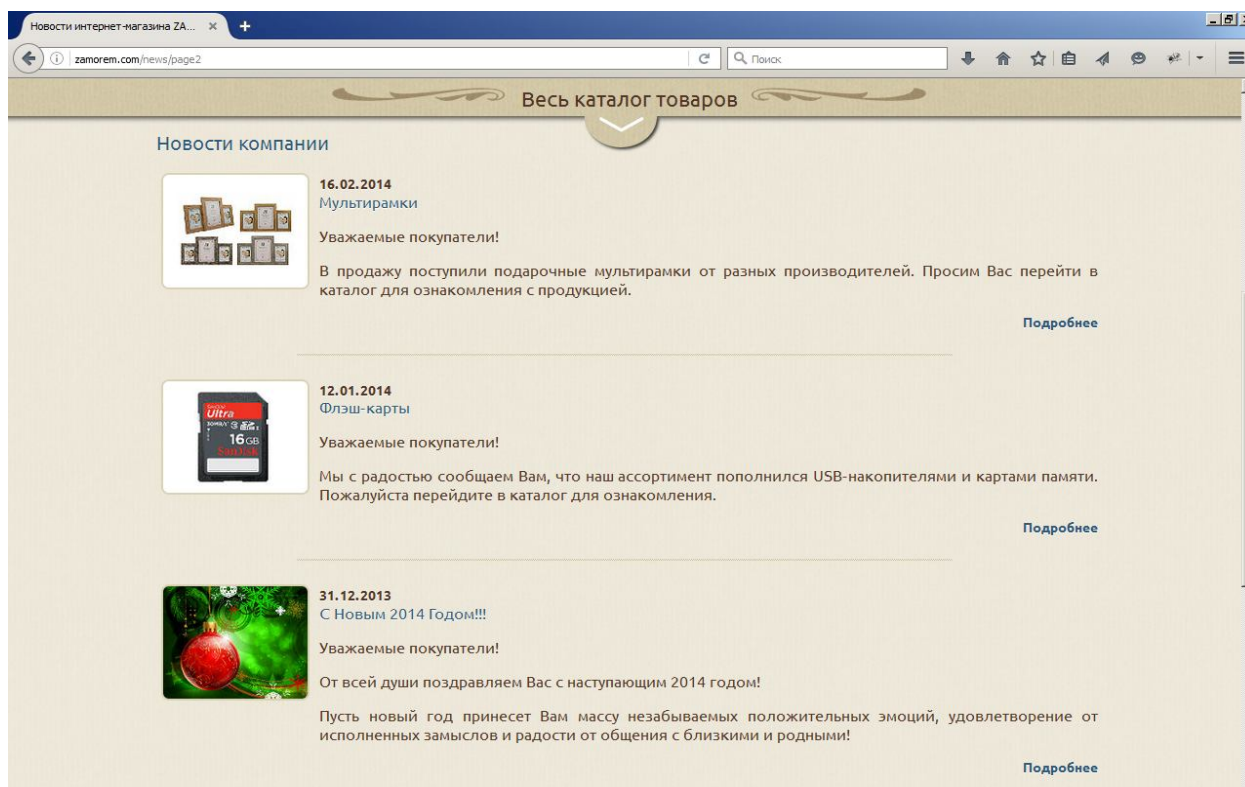 Новости интернет-магазина ZA...
zamorem.com/news/page2
Поиск
Весь каталог товаров
Новости компании
16.02.2014
Мультирамки
Уважаемые покупатели!
В продажу поступили подарочные мультирамки от разных производителей. Просим Вас перейти в
каталог для ознакомления с продукцией.
Подробнее
12.01.2014
Флэш-карты
Уважаемые покупатели!
Мы с радостью сообщаем Вам, что наш ассортимент пополнился USB-накопителями и картами памяти.
Пожалуйста перейдите в каталог для ознакомления.
Подробнее
Ultra
16 GB
SanDisk
31.12.2013
С Новым 2014 Годом!!!
Уважаемые покупатели!
От всей души поздравляем Вас с наступающим 2014 годом!
Пусть новый год принесет Вам массу незабываемых положительных эмоций, удовлетворение от
исполненных замыслов и радости от общения с близкими и родными!
Подробнее